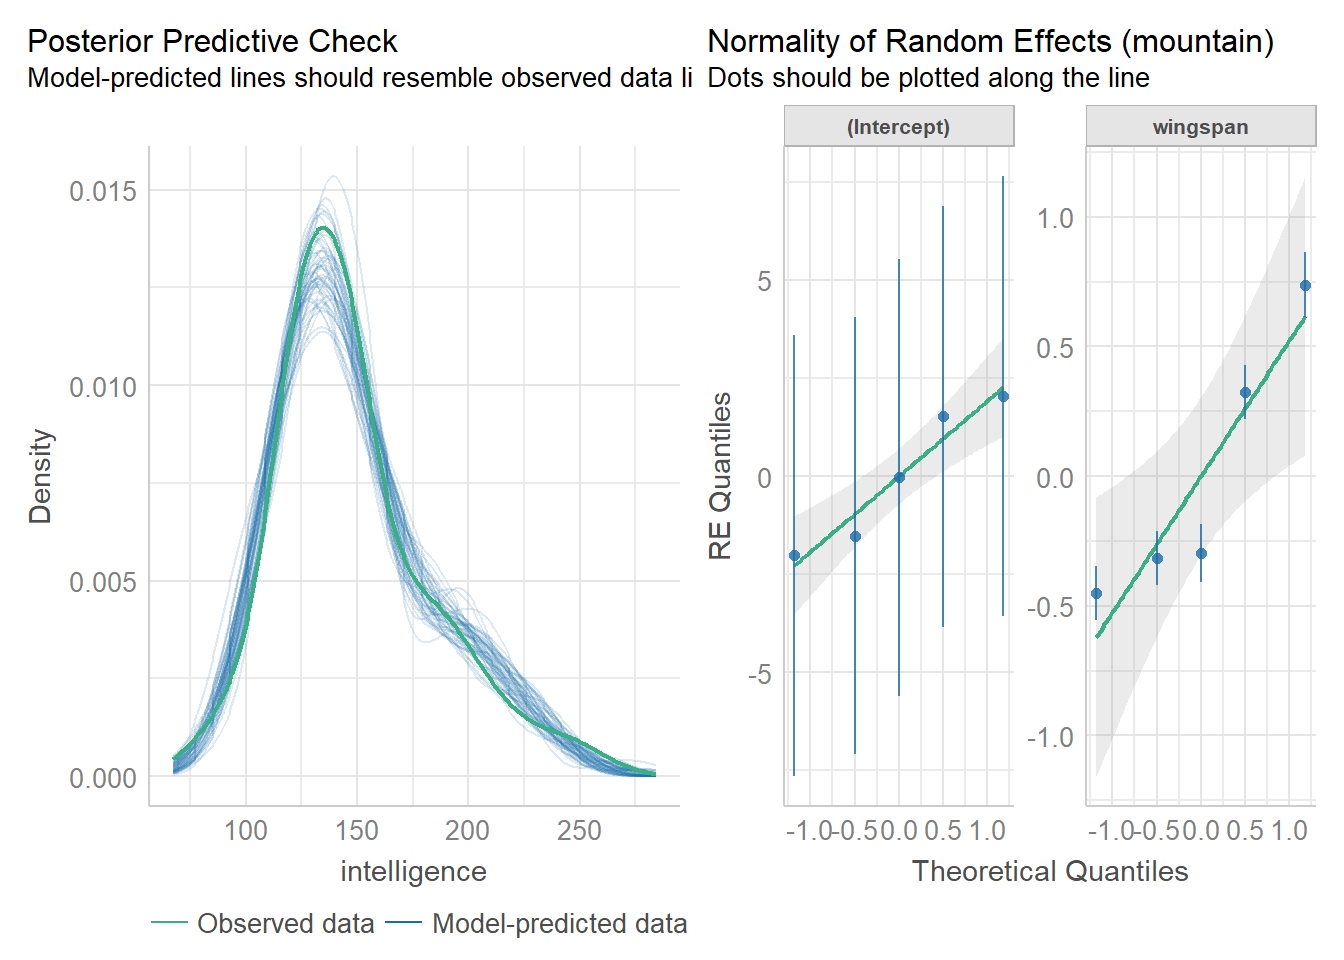 Posterior Predictive Check
Model-predicted lines should resemble observed data li
Density
0.015
0.010
0.005
0.000
100 150 200 250
intelligence
Observed data Model-predicted data
Normality of Random Effects (mountain)
Dots should be plotted along the line
(Intercept) wingspan
RE Quantiles
5
0
-5
1.0
0.5
0.0
-0.5
-1.0
-1.0 -0.5 0.0 0.5 1.0 -1.0 -0.5 0.0 0.5 1.0
Theoretical Quantiles